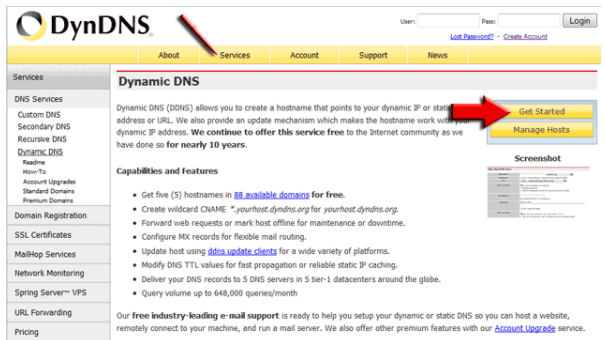 DynDNS
User:
Pass:
Login
Lost Password? - Create Account
About Services Account Support News
Services
DNS Services
Custom DNS
Secondary DNS
Recursive DNS
Dynamic DNS
Readme
How-To
Account Upgrades
Standard Domains
Premium Domains
Domain Registration
SSL Certificates
MailHop Services
Network Monitoring
Spring Server™ VPS
URL Forwarding
Pricing
Dynamic DNS
Dynamic DNS (DDNS) allows you to create a hostname that points to your dynamic IP or
address or URL. We also provide an update mechanism which makes the hostname work with your
dynamic IP address. We continue to offer this service free to the Internet community as we
have done so for nearly 10 years.
Capabilities and Features
• Get five (5) hostnames in 88 available domains for free.
• Create wildcard CNAME *.yourhost.dyndns.org for yourhost.dyndns.org.
• Forward web requests or mark host offline for maintenance or downtime.
• Configure MX records for flexible mail routing.
• Update host using ddns update clients for a wide variety of platforms.
• Modify DNS TTL values for fast propagation or reliable static IP caching.
• Deliver your DNS records to 5 DNS servers in 5 tier-1 datacenters around the globe.
• Query volume up to 648,000 queries/month
Our free industry-leading e-mail support is ready to help you setup your dynamic or static DNS so you can host a website,
remotely connect to your machine, and run a mail server. We also offer other premium features with our Account Upgrade service.
Get Started
Manage Hosts
Screenshot